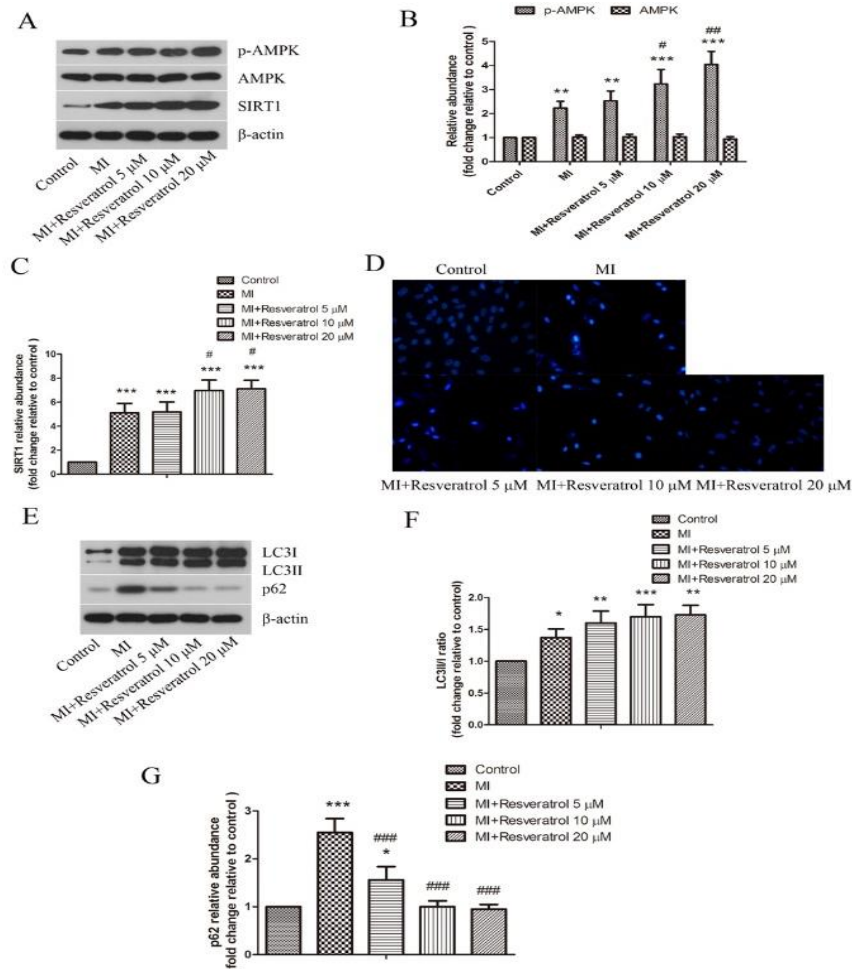 A
p-AMPK
AMPK
SIRT1
β-actin
Control
MI
MI+Resveratrol 5 μM
MI+Resveratrol 10 μM
MI+Resveratrol 20 μM
B
p-AMPK AMPK
Relative abundance
(fold change relative to control)
5
4
3
2
1
0
** ** # *** ## ***
Control
MI
MI+Resveratrol 5 μM
MI+Resveratrol 10 μM
MI+Resveratrol 20 μM
C
Control
MI
MI+Resveratrol 5 μM
MI+Resveratrol 10 μM
MI+Resveratrol 20 μM
SIRT1 relative abundance
(fold change relative to control)
10
8
6
4
2
0
*** *** # *** # ***
D
Control MI
MI+Resveratrol 5 μM MI+Resveratrol 10 μM MI+Resveratrol 20 μM
E
LC3I
LC3II
p62
β-actin
Control
MI
MI+Resveratrol 5 μM
MI+Resveratrol 10 μM
MI+Resveratrol 20 μM
F
Control
MI
MI+Resveratrol 5 μM
MI+Resveratrol 10 μM
MI+Resveratrol 20 μM
LC3II/I ratio
(fold change relative to control)
2.0
1.5
1.0
0.5
0.0
* ** *** **
G
Control
MI
MI+Resveratrol 5 μM
MI+Resveratrol 10 μM
MI+Resveratrol 20 μM
p62 relative abundance
fold change relative to control )
3
2
1
0
*** ### * ### ###